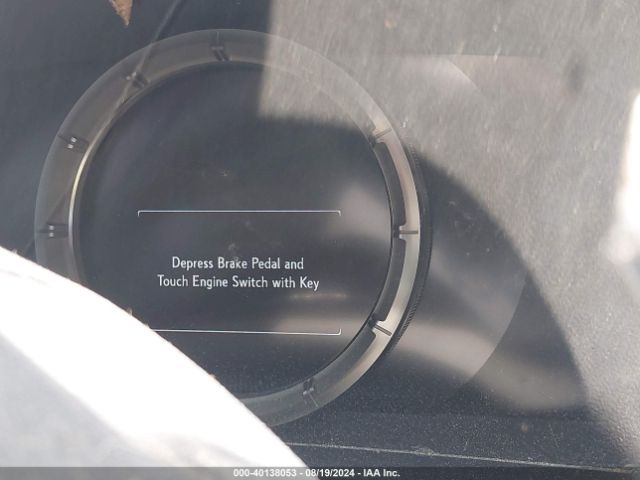 Depress Brake Pedal and
Touch Engine Switch with Key
000-40138053 - 08/19/2024 - IAA Inc.